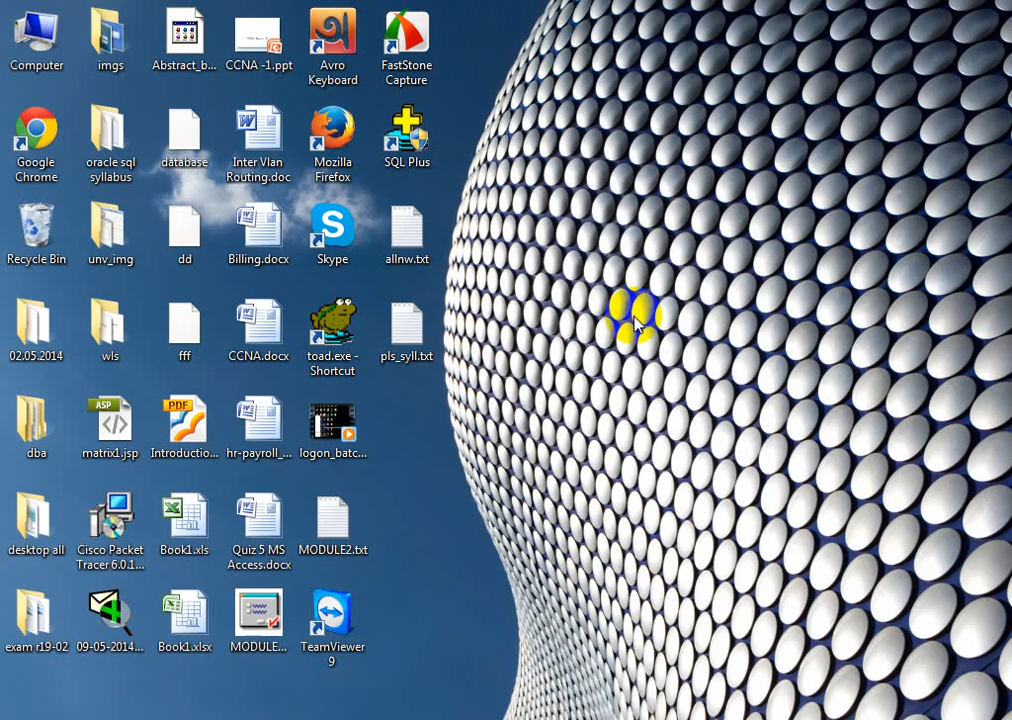 Computer
imgs
Abstract_b...
CCNA -1.ppt
Avro
Keyboard
FastStone
Capture
Google
Chrome
oracle sql
syllabus
database
Inter Vlan
Routing.doc
Mozilla
Firefox
SQL Plus
Recycle Bin
unv_img
dd
Billing.docx
Skype
allnw.txt
02.05.2014
wls
fff
CCNA.docx
toad.exe -
Shortcut
pls_syll.txt
dba
ASP
matrix1.jsp
PDF
Introductio...
hr-payroll_...
logon_batc...
desktop all
Cisco Packet
Tracer 6.0.1...
Book1.xls
Quiz 5 MS
Access.docx
MODULE2.txt
exam r19-02
09-05-2014...
Book1.xlsx
MODULE...
TeamViewer
9